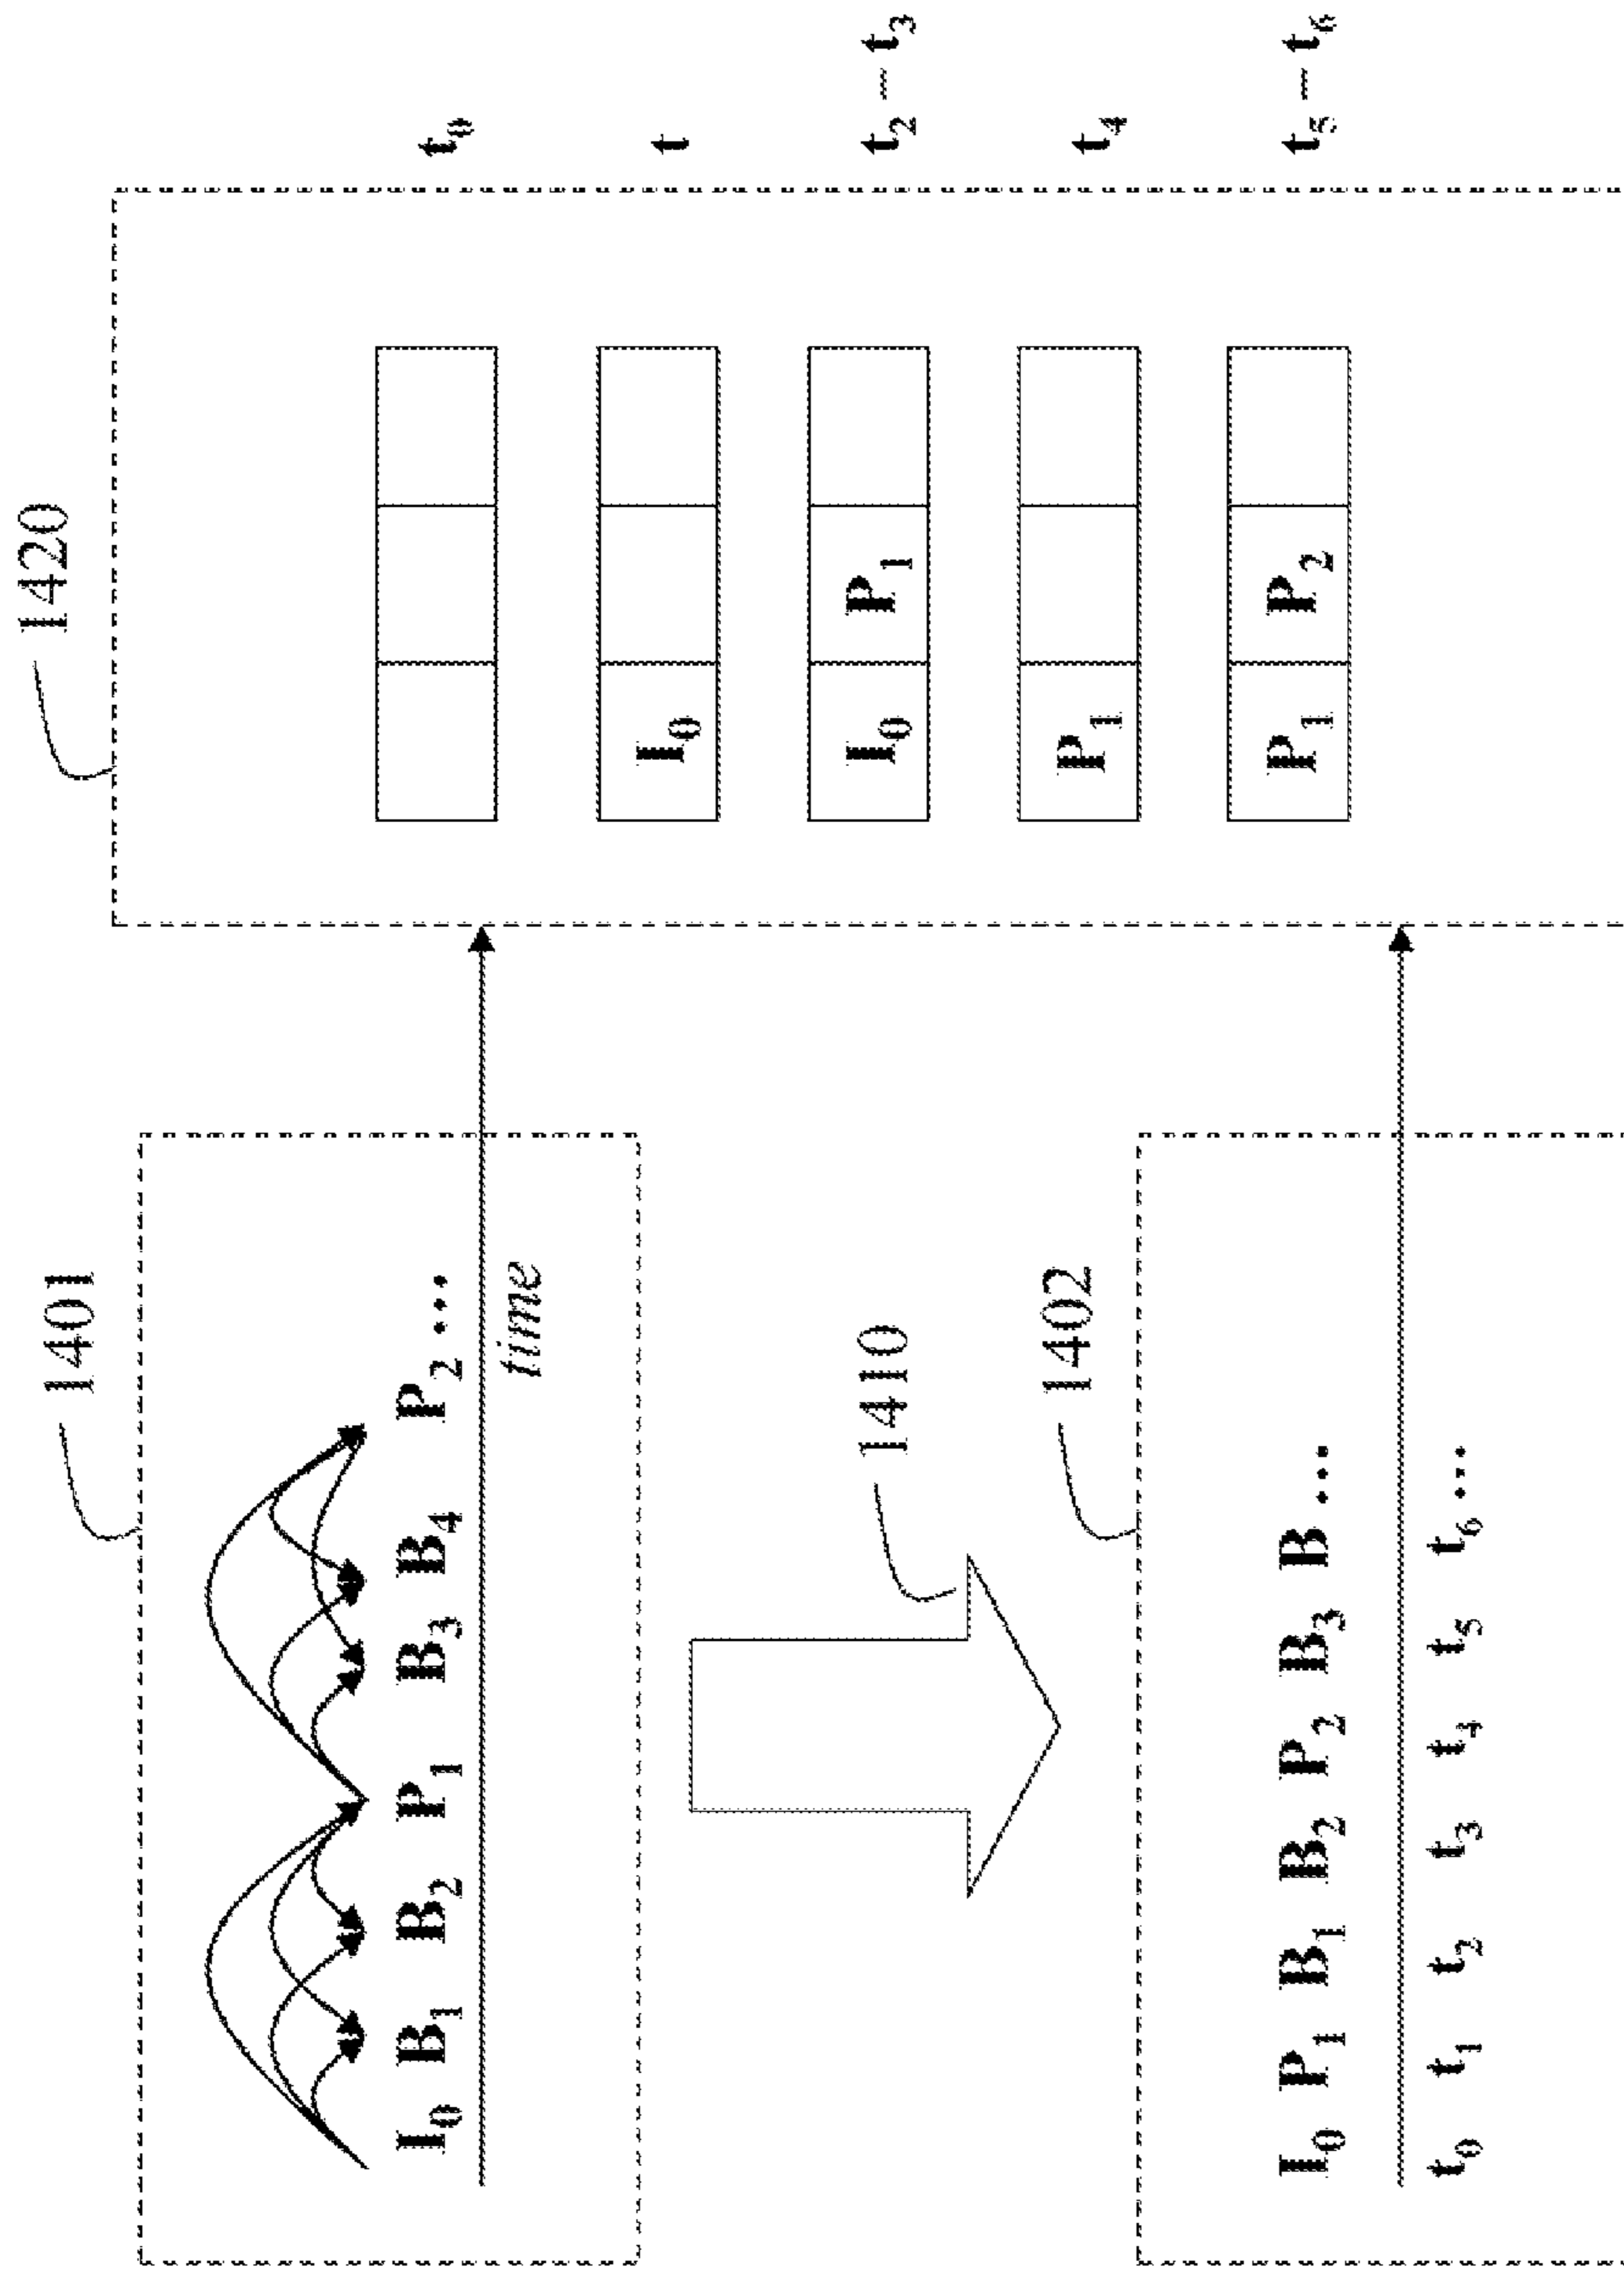 1401
I₀ B₁ B₂ P₁ B₃ B₄ P₂ ...
time
1410
1402
I₀ P₁ B₁ B₂ P₂ B₃ B ...
t₀ t₁ t₂ t₃ t₄ t₅ t₆ ...
1420
t₀
I₀ t
I₀ P₁ t₂ – t₃
P₁ t₄
P₁ P₂ t₅ – t₆